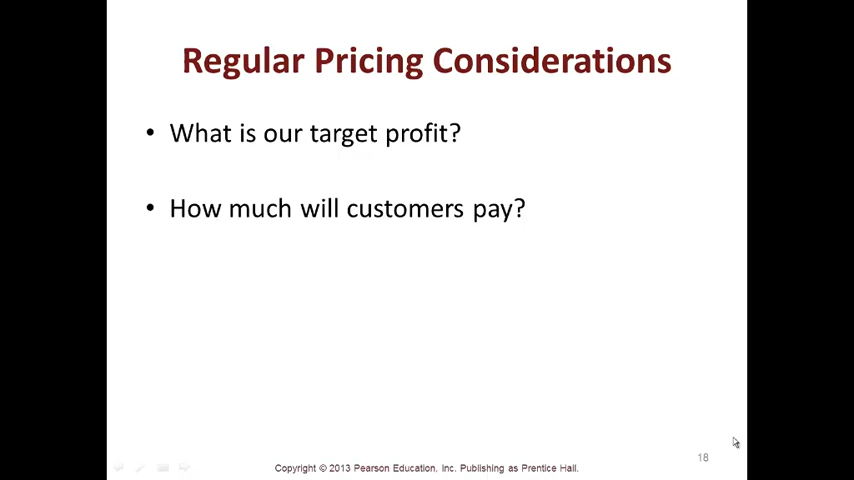 Regular Pricing Considerations
• What is our target profit?
• How much will customers pay?
18
Copyright © 2013 Pearson Education, Inc. Publishing as Prentice Hall.